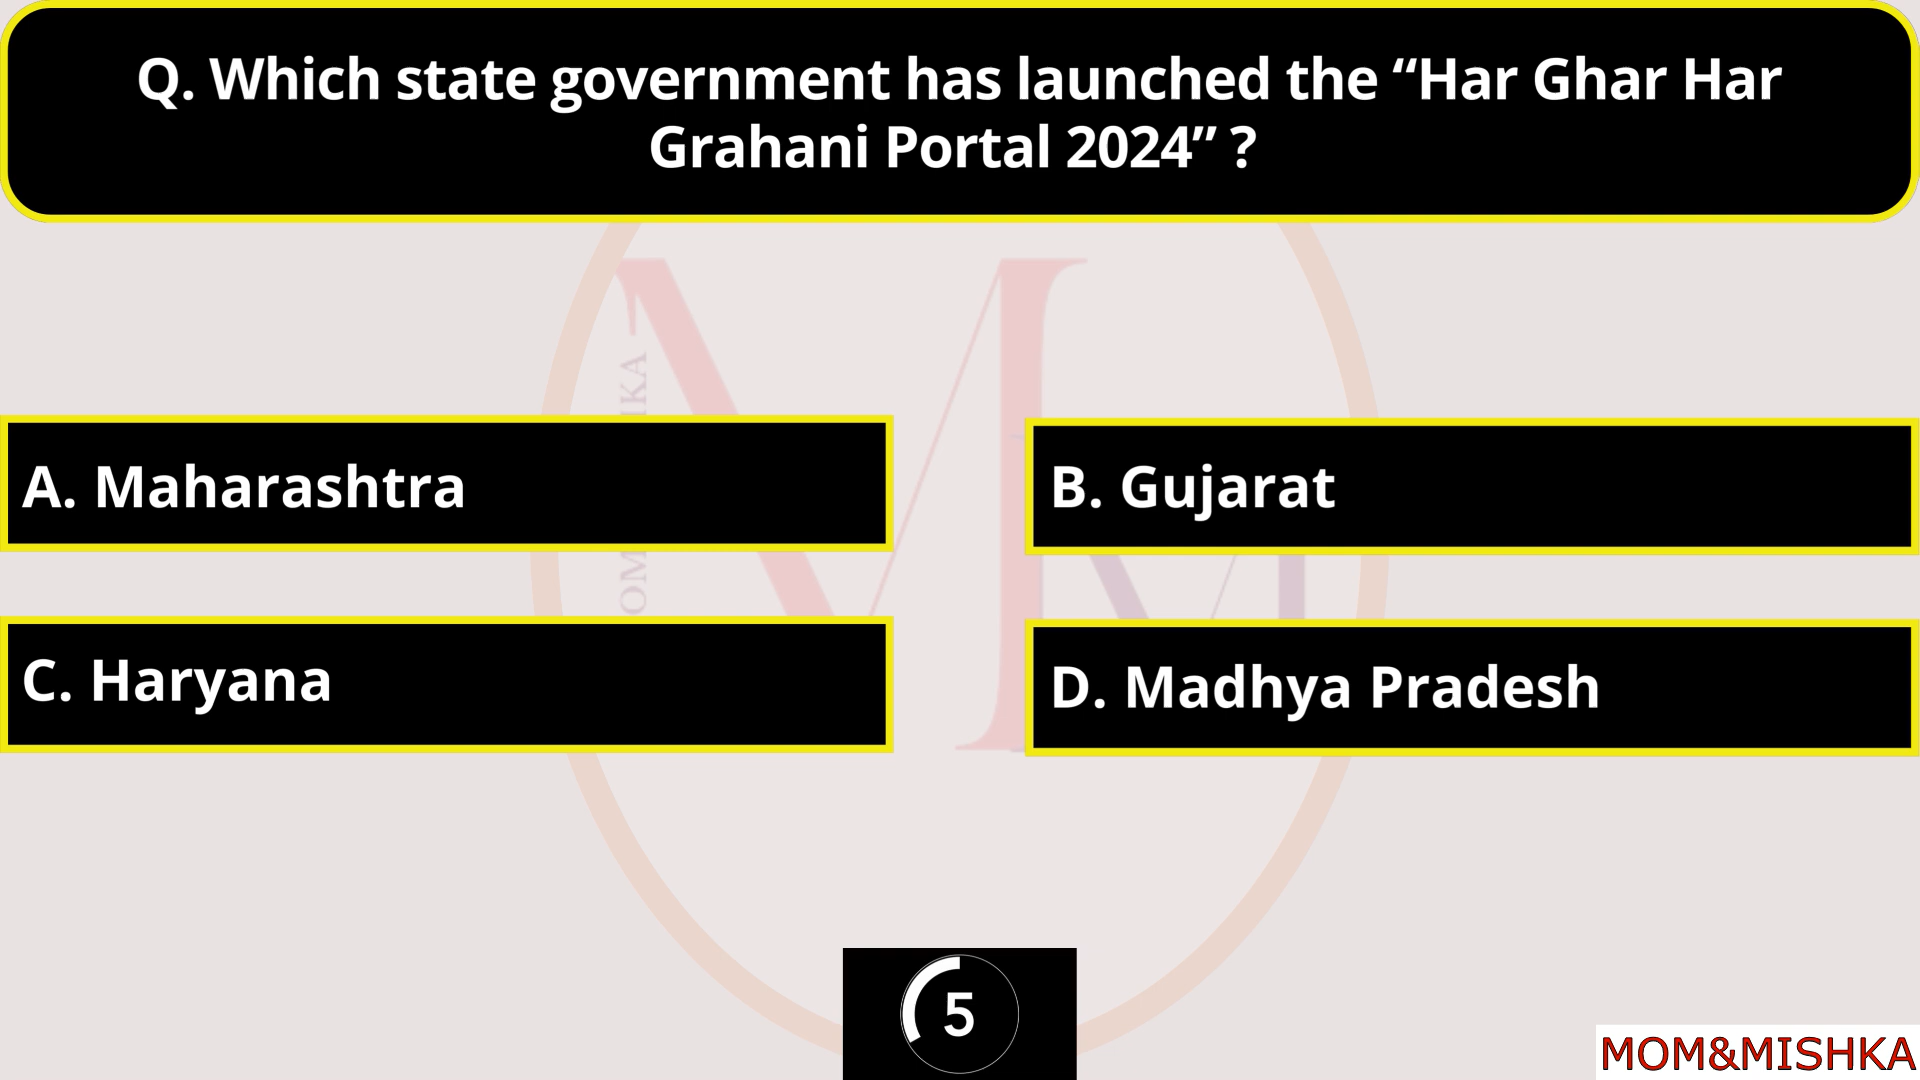 Q. Which state government has launched the “Har Ghar Har
Grahani Portal 2024” ?
A. Maharashtra
B. Gujarat
C. Haryana
D. Madhya Pradesh
5
MOM&MISHKA